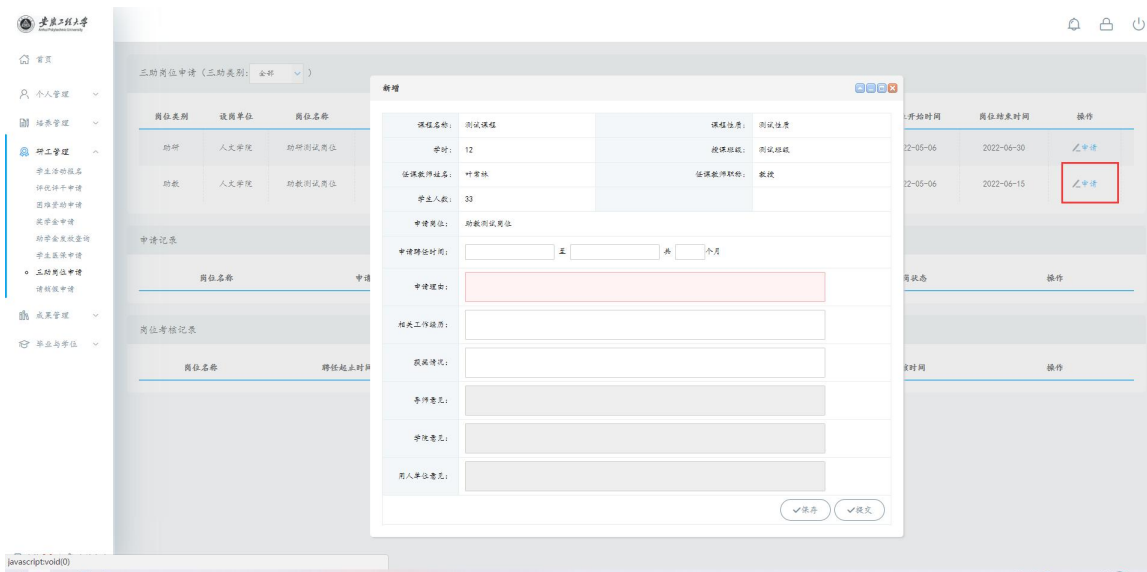 安徽工程大学
Anhui Polytechnic University
首页
个人管理
培养管理
研工管理
学生活动报名
评优评干申请
困难资助申请
奖学金申请
助学金发放查询
学生医保申请
三助岗位申请
请销假申请
成果管理
毕业与学位
三助岗位申请（三助类别: 全部 ）
岗位类别 设岗单位 岗位名称 开始时间 岗位结束时间 操作
助研 人文学院 助研测试岗位 22-05-06 2022-06-30 申请
助教 人文学院 助教测试岗位 22-05-06 2022-06-15 申请
申请记录
岗位名称 申请 状态 操作
岗位考核记录
岗位名称 聘任起止时间 时间 操作
新增
课程名称: 测试课程 课程性质: 测试性质
学时: 12 授课班级: 测试班级
任课教师姓名: 叶常林 任课教师职称: 教授
学生人数: 33
申请岗位: 助教测试岗位
申请聘任时间: 至 共 个月
申请理由:
相关工作经历:
获奖情况:
导师意见:
学院意见:
用人单位意见:
保存 提交
javascript:void(0)